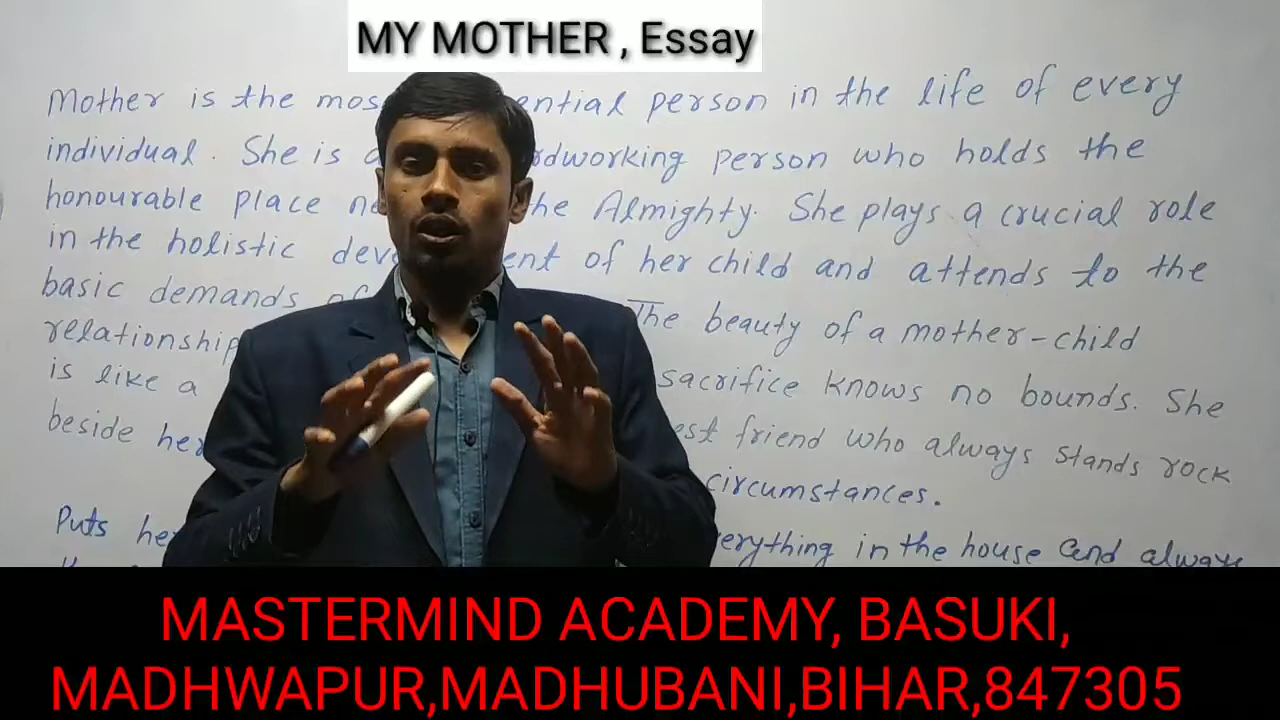 MY MOTHER , Essay
Mother is the mos ential person in the life of every
individual. She is a rdworking person who holds the
honourable place ne he Almighty. She plays a crucial role
in the holistic deve ent of her child and attends to the
basic demands of The beauty of a mother-child
relationship
is like a sacrifice knows no bounds. She
beside her est friend who always stands rock
circumstances.
Puts her erything in the house and always
MASTERMIND ACADEMY, BASUKI,
MADHWAPUR,MADHUBANI,BIHAR,847305